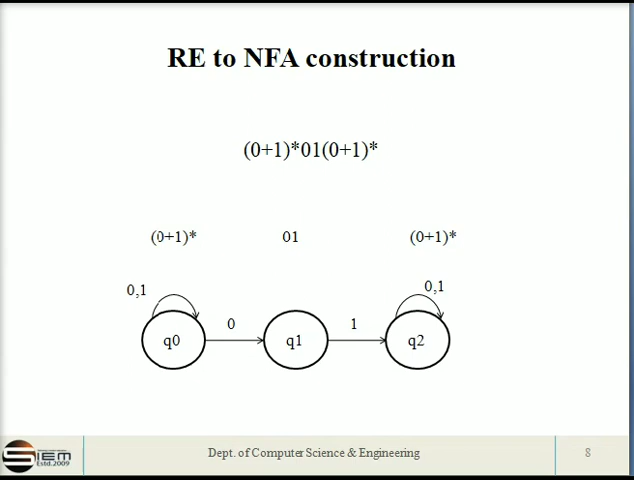 RE to NFA construction
(0+1)*01(0+1)*
(0+1)* 01 (0+1)*
0,1 0,1
0 1
q0 q1 q2
SIEM
Estd.2009
Dept. of Computer Science & Engineering 8